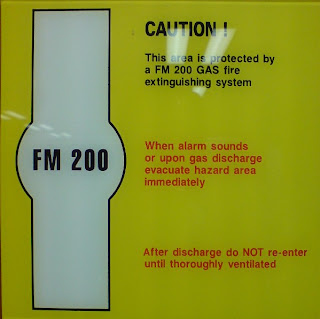 CAUTION !
This area is protected by
a FM 200 GAS fire
extinguishing system
FM 200
When alarm sounds
or upon gas discharge
evacuate hazard area
immediately
After discharge do NOT re-enter
until thoroughly ventilated